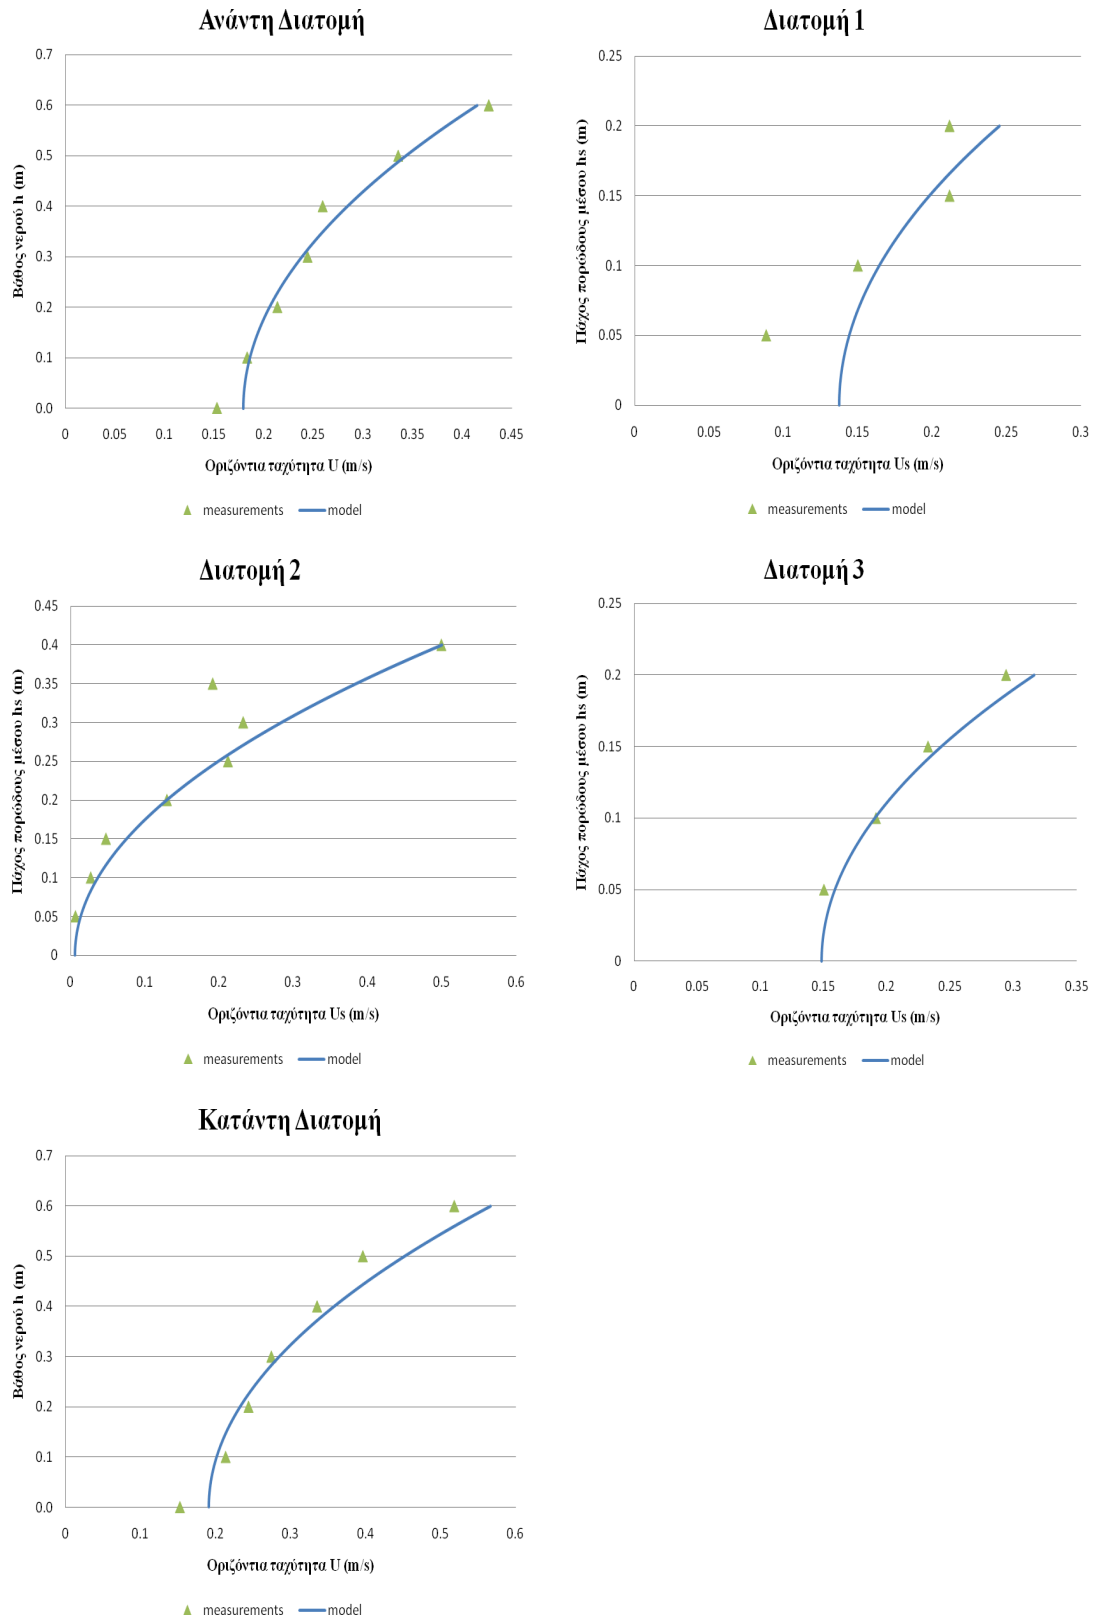 Ανάντη Διατομή
0.7
0.6
0.5
0.4
0.3
0.2
0.1
0.0
Βάθος νερού h (m)
0 0.05 0.1 0.15 0.2 0.25 0.3 0.35 0.4 0.45
Οριζόντια ταχύτητα U (m/s)
measurements model
Διατομή 1
0.25
0.2
0.15
0.1
0.05
0
Πάχος πορώδους μέσου hs (m)
0 0.05 0.1 0.15 0.2 0.25 0.3
Οριζόντια ταχύτητα Us (m/s)
measurements model
Διατομή 2
0.45
0.4
0.35
0.3
0.25
0.2
0.15
0.1
0.05
0
Πάχος πορώδους μέσου hs (m)
0 0.1 0.2 0.3 0.4 0.5 0.6
Οριζόντια ταχύτητα Us (m/s)
measurements model
Διατομή 3
0.25
0.2
0.15
0.1
0.05
0
Πάχος πορώδους μέσου hs (m)
0 0.05 0.1 0.15 0.2 0.25 0.3 0.35
Οριζόντια ταχύτητα Us (m/s)
measurements model
Κατάντη Διατομή
0.7
0.6
0.5
0.4
0.3
0.2
0.1
0.0
Βάθος νερού h (m)
0 0.1 0.2 0.3 0.4 0.5 0.6
Οριζόντια ταχύτητα U (m/s)
measurements model